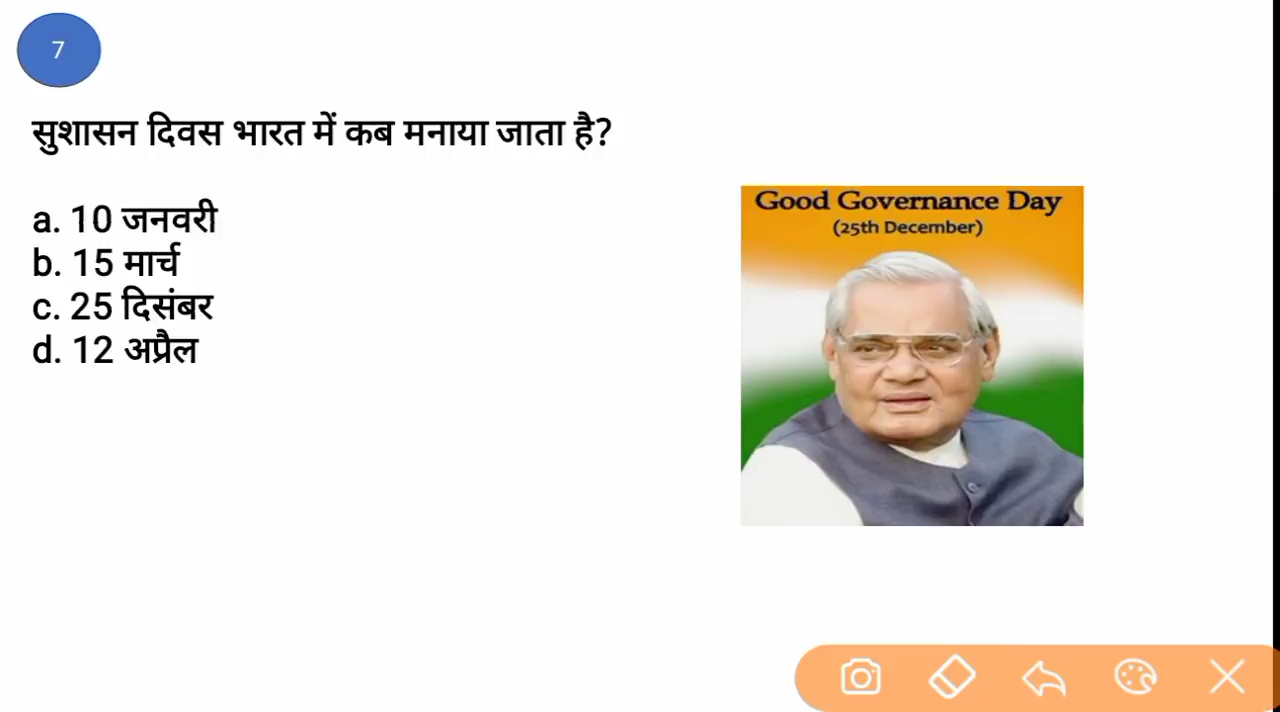 7
सुशासन दिवस भारत में कब मनाया जाता है?
a. 10 जनवरी
b. 15 मार्च
c. 25 दिसंबर
d. 12 अप्रैल
Good Governance Day
(25th December)